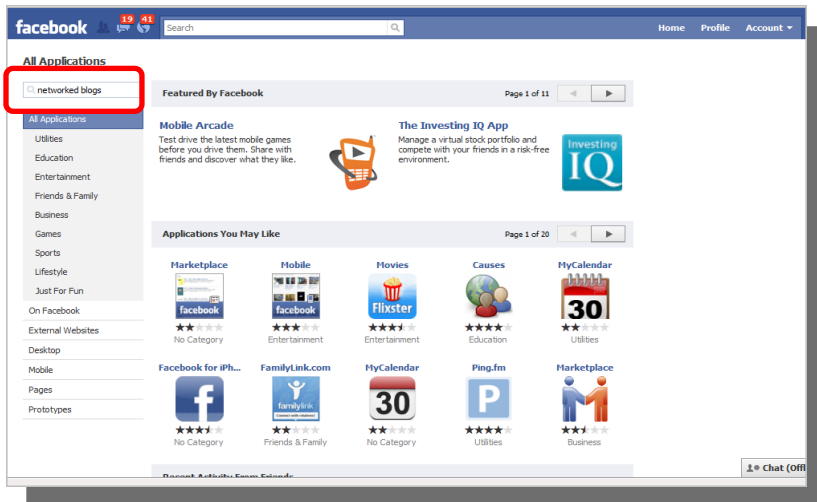 facebook 19 41 Search Home Profile Account
All Applications
networked blogs
All Applications
Utilities
Education
Entertainment
Friends & Family
Business
Games
Sports
Lifestyle
Just For Fun
On Facebook
External Websites
Desktop
Mobile
Pages
Prototypes
Featured By Facebook Page 1 of 11
Mobile Arcade
Test drive the latest mobile games
before you drive them. Share with
friends and discover what they like.
The Investing IQ App
Manage a virtual stock portfolio and
compete with your friends in a risk-free
environment.
Investing
IQ
Applications You May Like Page 1 of 20
Marketplace Mobile Movies Causes MyCalendar
facebook facebook Flixster 30
No Category Entertainment Entertainment Education Utilities
Facebook for iPh... FamilyLink.com MyCalendar Ping.fm Marketplace
f familylink 30 P
No Category Friends & Family No Category Utilities Business
Recent Activity From Friends
Chat (Offl